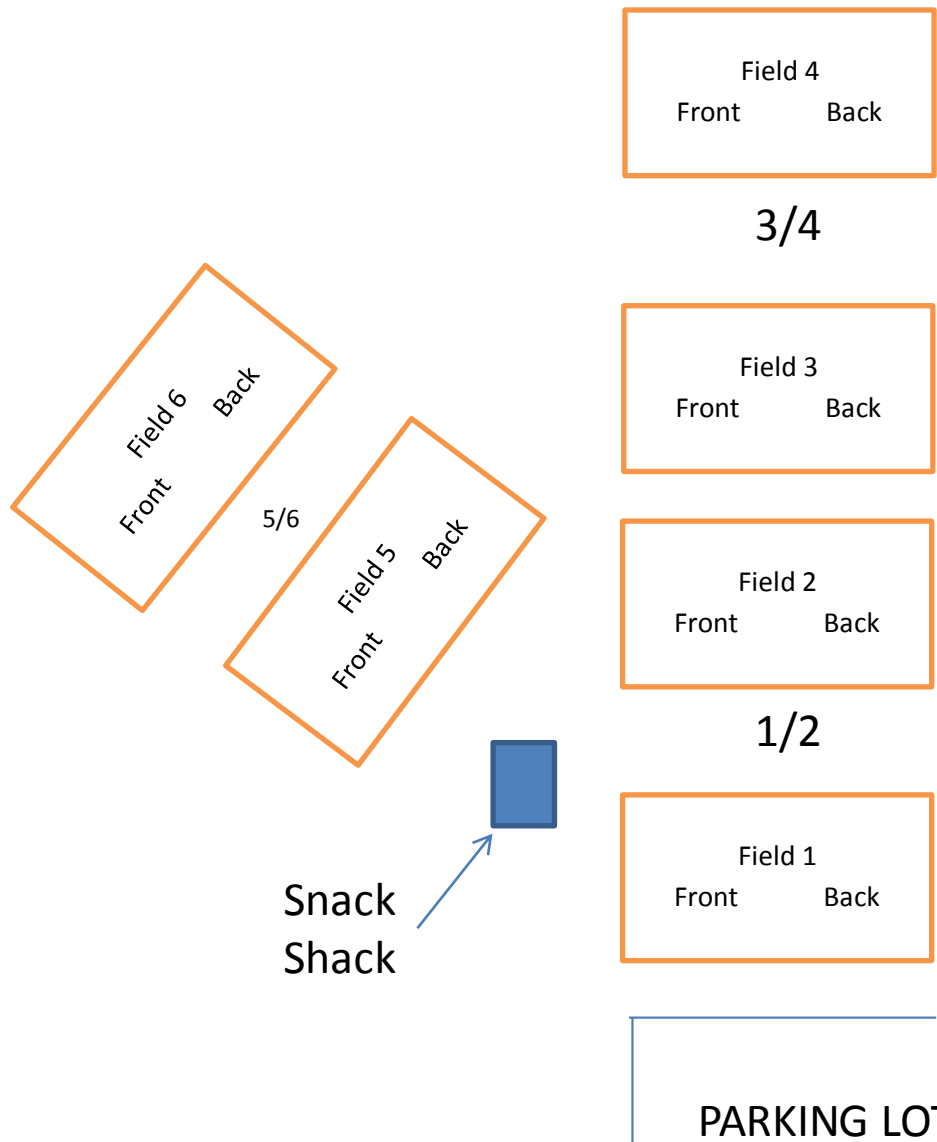 Field 4
Front Back
3/4
Field 3
Front Back
Field 6
Front Back
5/6
Field 5
Front Back
Field 2
Front Back
1/2
Field 1
Front Back
Snack
Shack
PARKING LOT